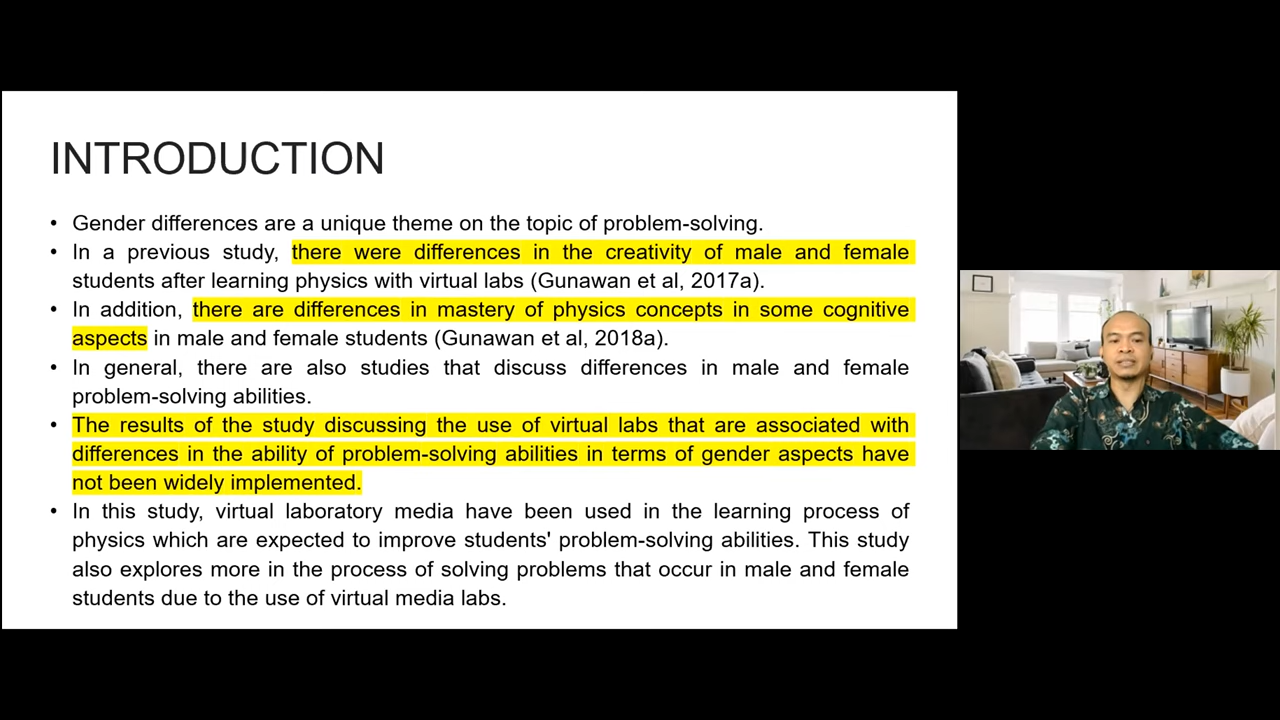 INTRODUCTION
• Gender differences are a unique theme on the topic of problem-solving.
• In a previous study, there were differences in the creativity of male and female
students after learning physics with virtual labs (Gunawan et al, 2017a).
• In addition, there are differences in mastery of physics concepts in some cognitive
aspects in male and female students (Gunawan et al, 2018a).
• In general, there are also studies that discuss differences in male and female
problem-solving abilities.
• The results of the study discussing the use of virtual labs that are associated with
differences in the ability of problem-solving abilities in terms of gender aspects have
not been widely implemented.
• In this study, virtual laboratory media have been used in the learning process of
physics which are expected to improve students' problem-solving abilities. This study
also explores more in the process of solving problems that occur in male and female
students due to the use of virtual media labs.